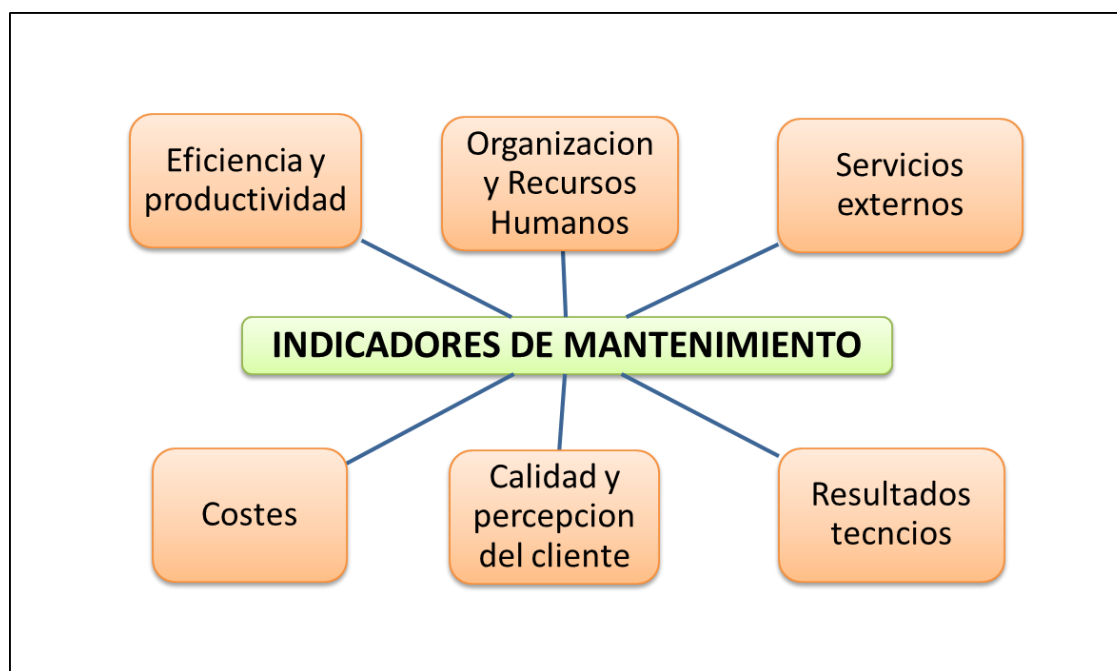 Eficiencia y
productividad
Organizacion
y Recursos
Humanos
Servicios
externos
INDICADORES DE MANTENIMIENTO
Costes
Calidad y
percepcion
del cliente
Resultados
tecncios